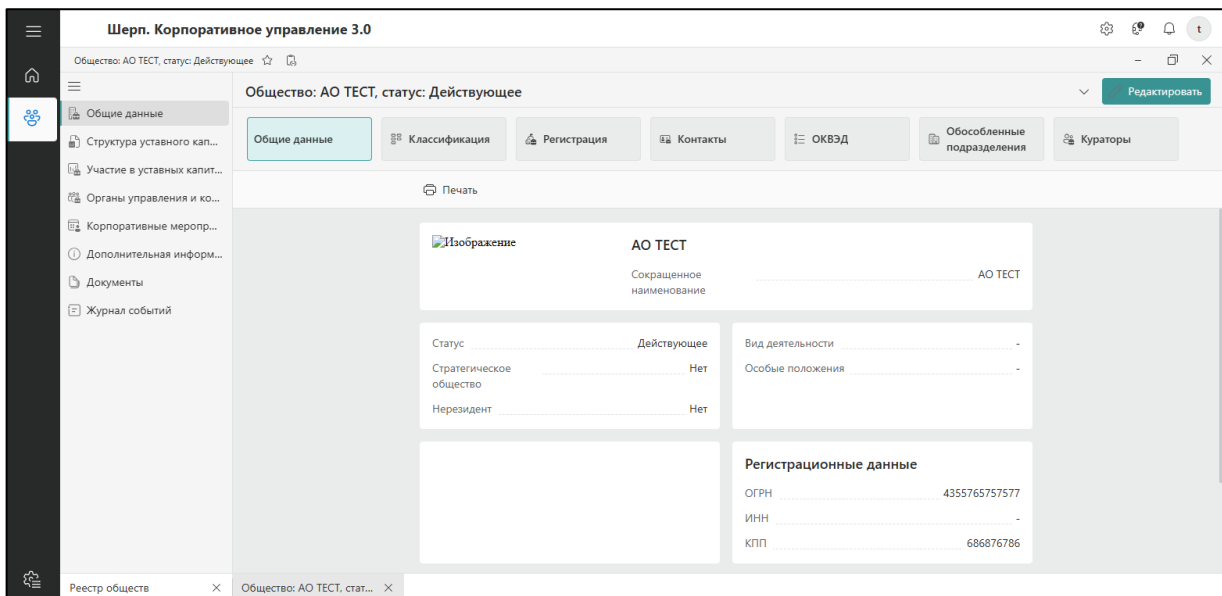 Шерп. Корпоративное управление 3.0
t
Общество: АО ТЕСТ, статус: Действующее
Общие данные
Структура уставного кап...
Участие в уставных капит...
Органы управления и ко...
Корпоративные меропр...
Дополнительная информ...
Документы
Журнал событий
Общество: АО ТЕСТ, статус: Действующее
Редактировать
Общие данные
Классификация
Регистрация
Контакты
ОКВЭД
Обособленные
подразделения
Кураторы
Печать
Изображение
АО ТЕСТ
Сокращенное
наименование
АО ТЕСТ
Статус Действующее
Стратегическое
общество
Нет
Нерезидент Нет
Вид деятельности -
Особые положения -
Регистрационные данные
ОГРН 4355765757577
ИНН -
КПП 686876786
Реестр обществ
Общество: АО ТЕСТ, стат...